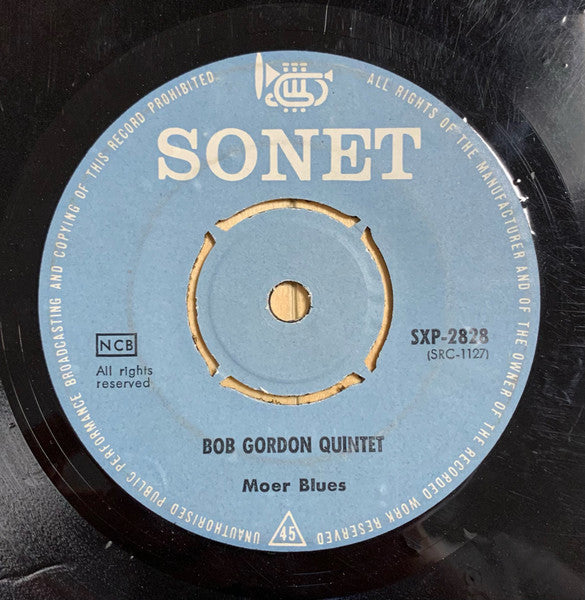 SONET
ALL RIGHTS OF THE MANUFACTURER AND OF THE OWNER OF THE RECORDED WORK RESERVED
UNAUTHORISED PUBLIC PERFORMANCE BROADCASTING AND COPYING OF THIS RECORD PROHIBITED
NCB
All rights
reserved
SXP-2828
(SRC-1127)
BOB GORDON QUINTET
Moer Blues
45